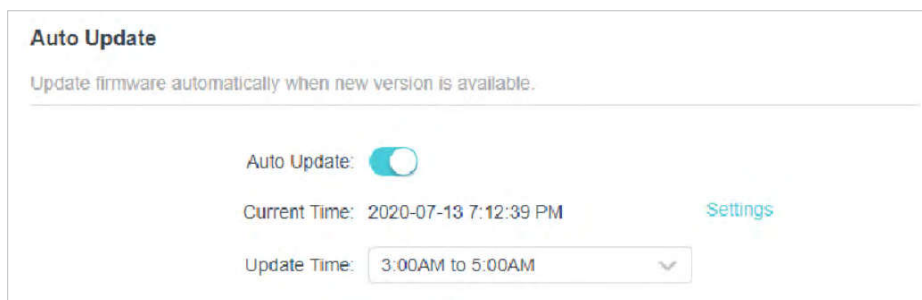 Auto Update
Update firmware automatically when new version is available.
Auto Update:
Current Time: 2020-07-13 7:12:39 PM Settings
Update Time: 3:00AM to 5:00AM